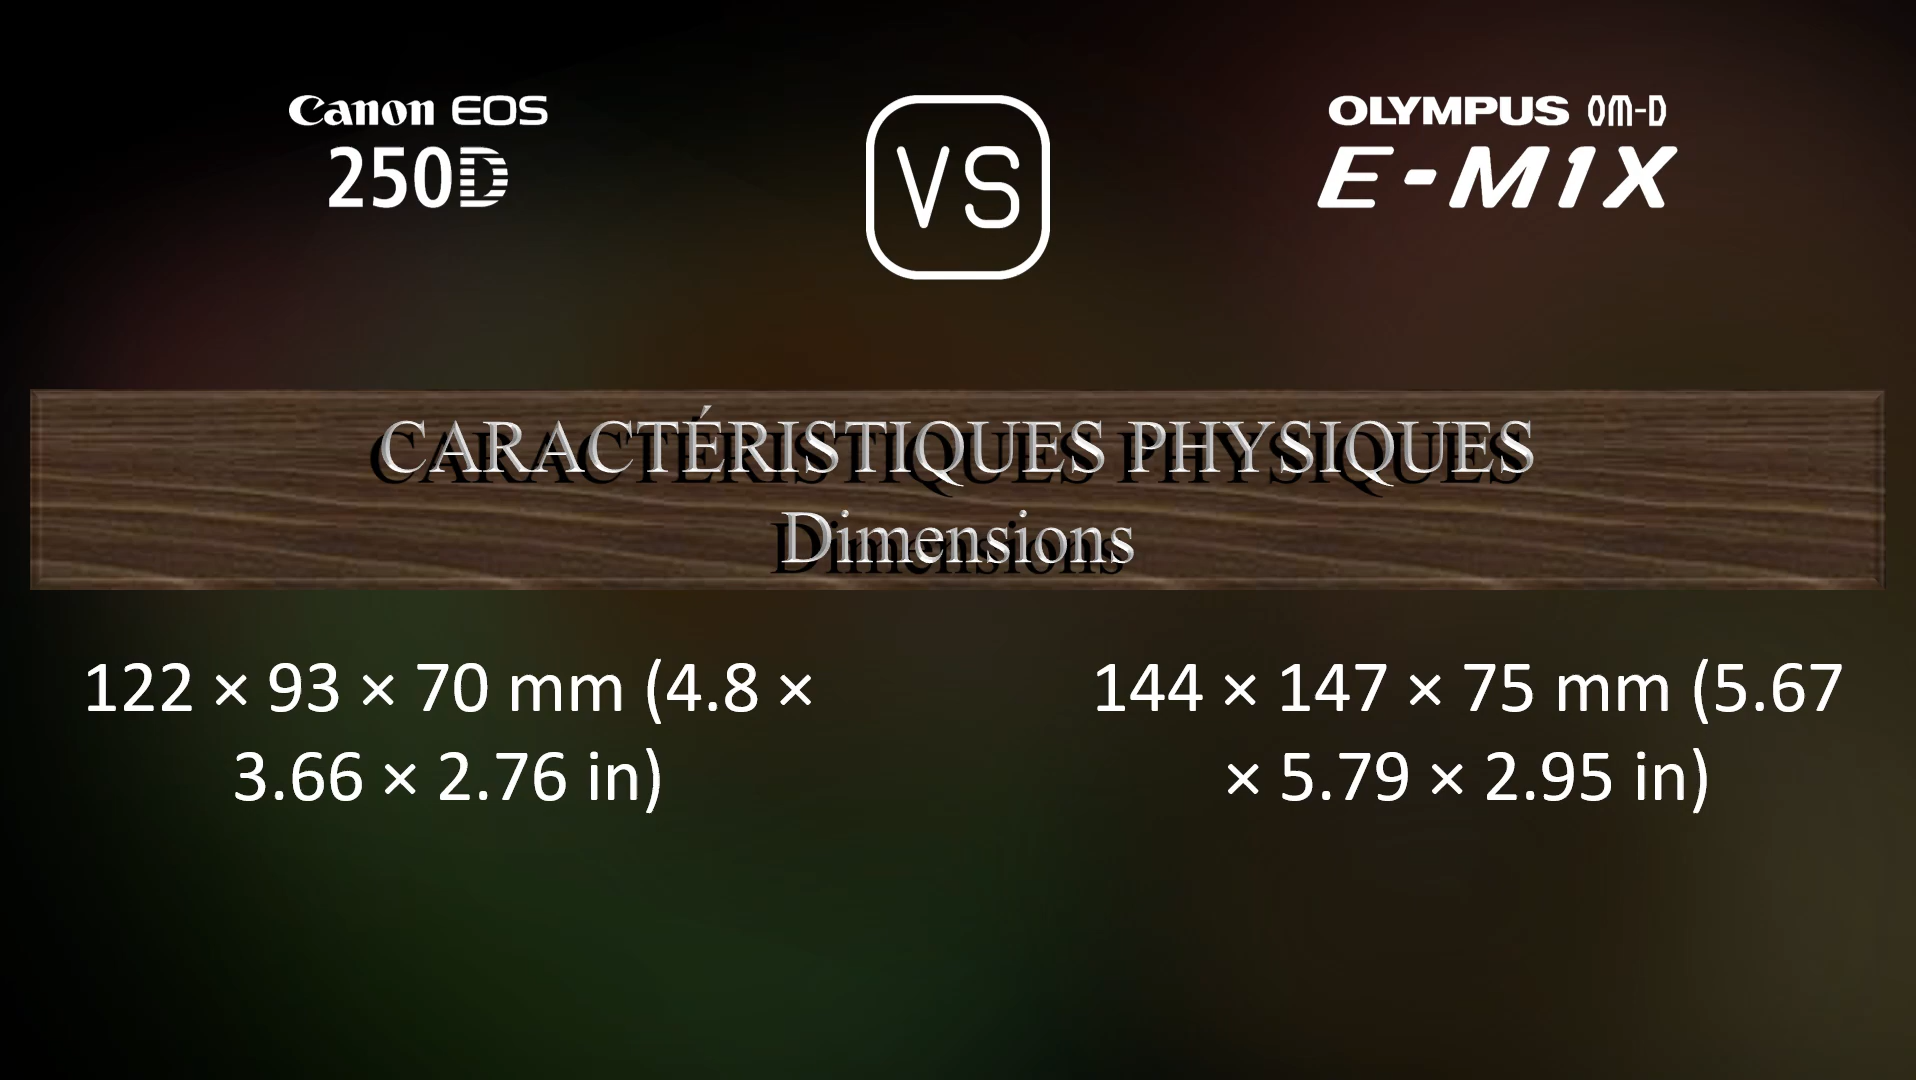 Canon EOS
250D
VS
OLYMPUS OM-D
E-M1X
CARACTÉRISTIQUES PHYSIQUES
Dimensions
122 × 93 × 70 mm (4.8 ×
3.66 × 2.76 in)
144 × 147 × 75 mm (5.67
× 5.79 × 2.95 in)